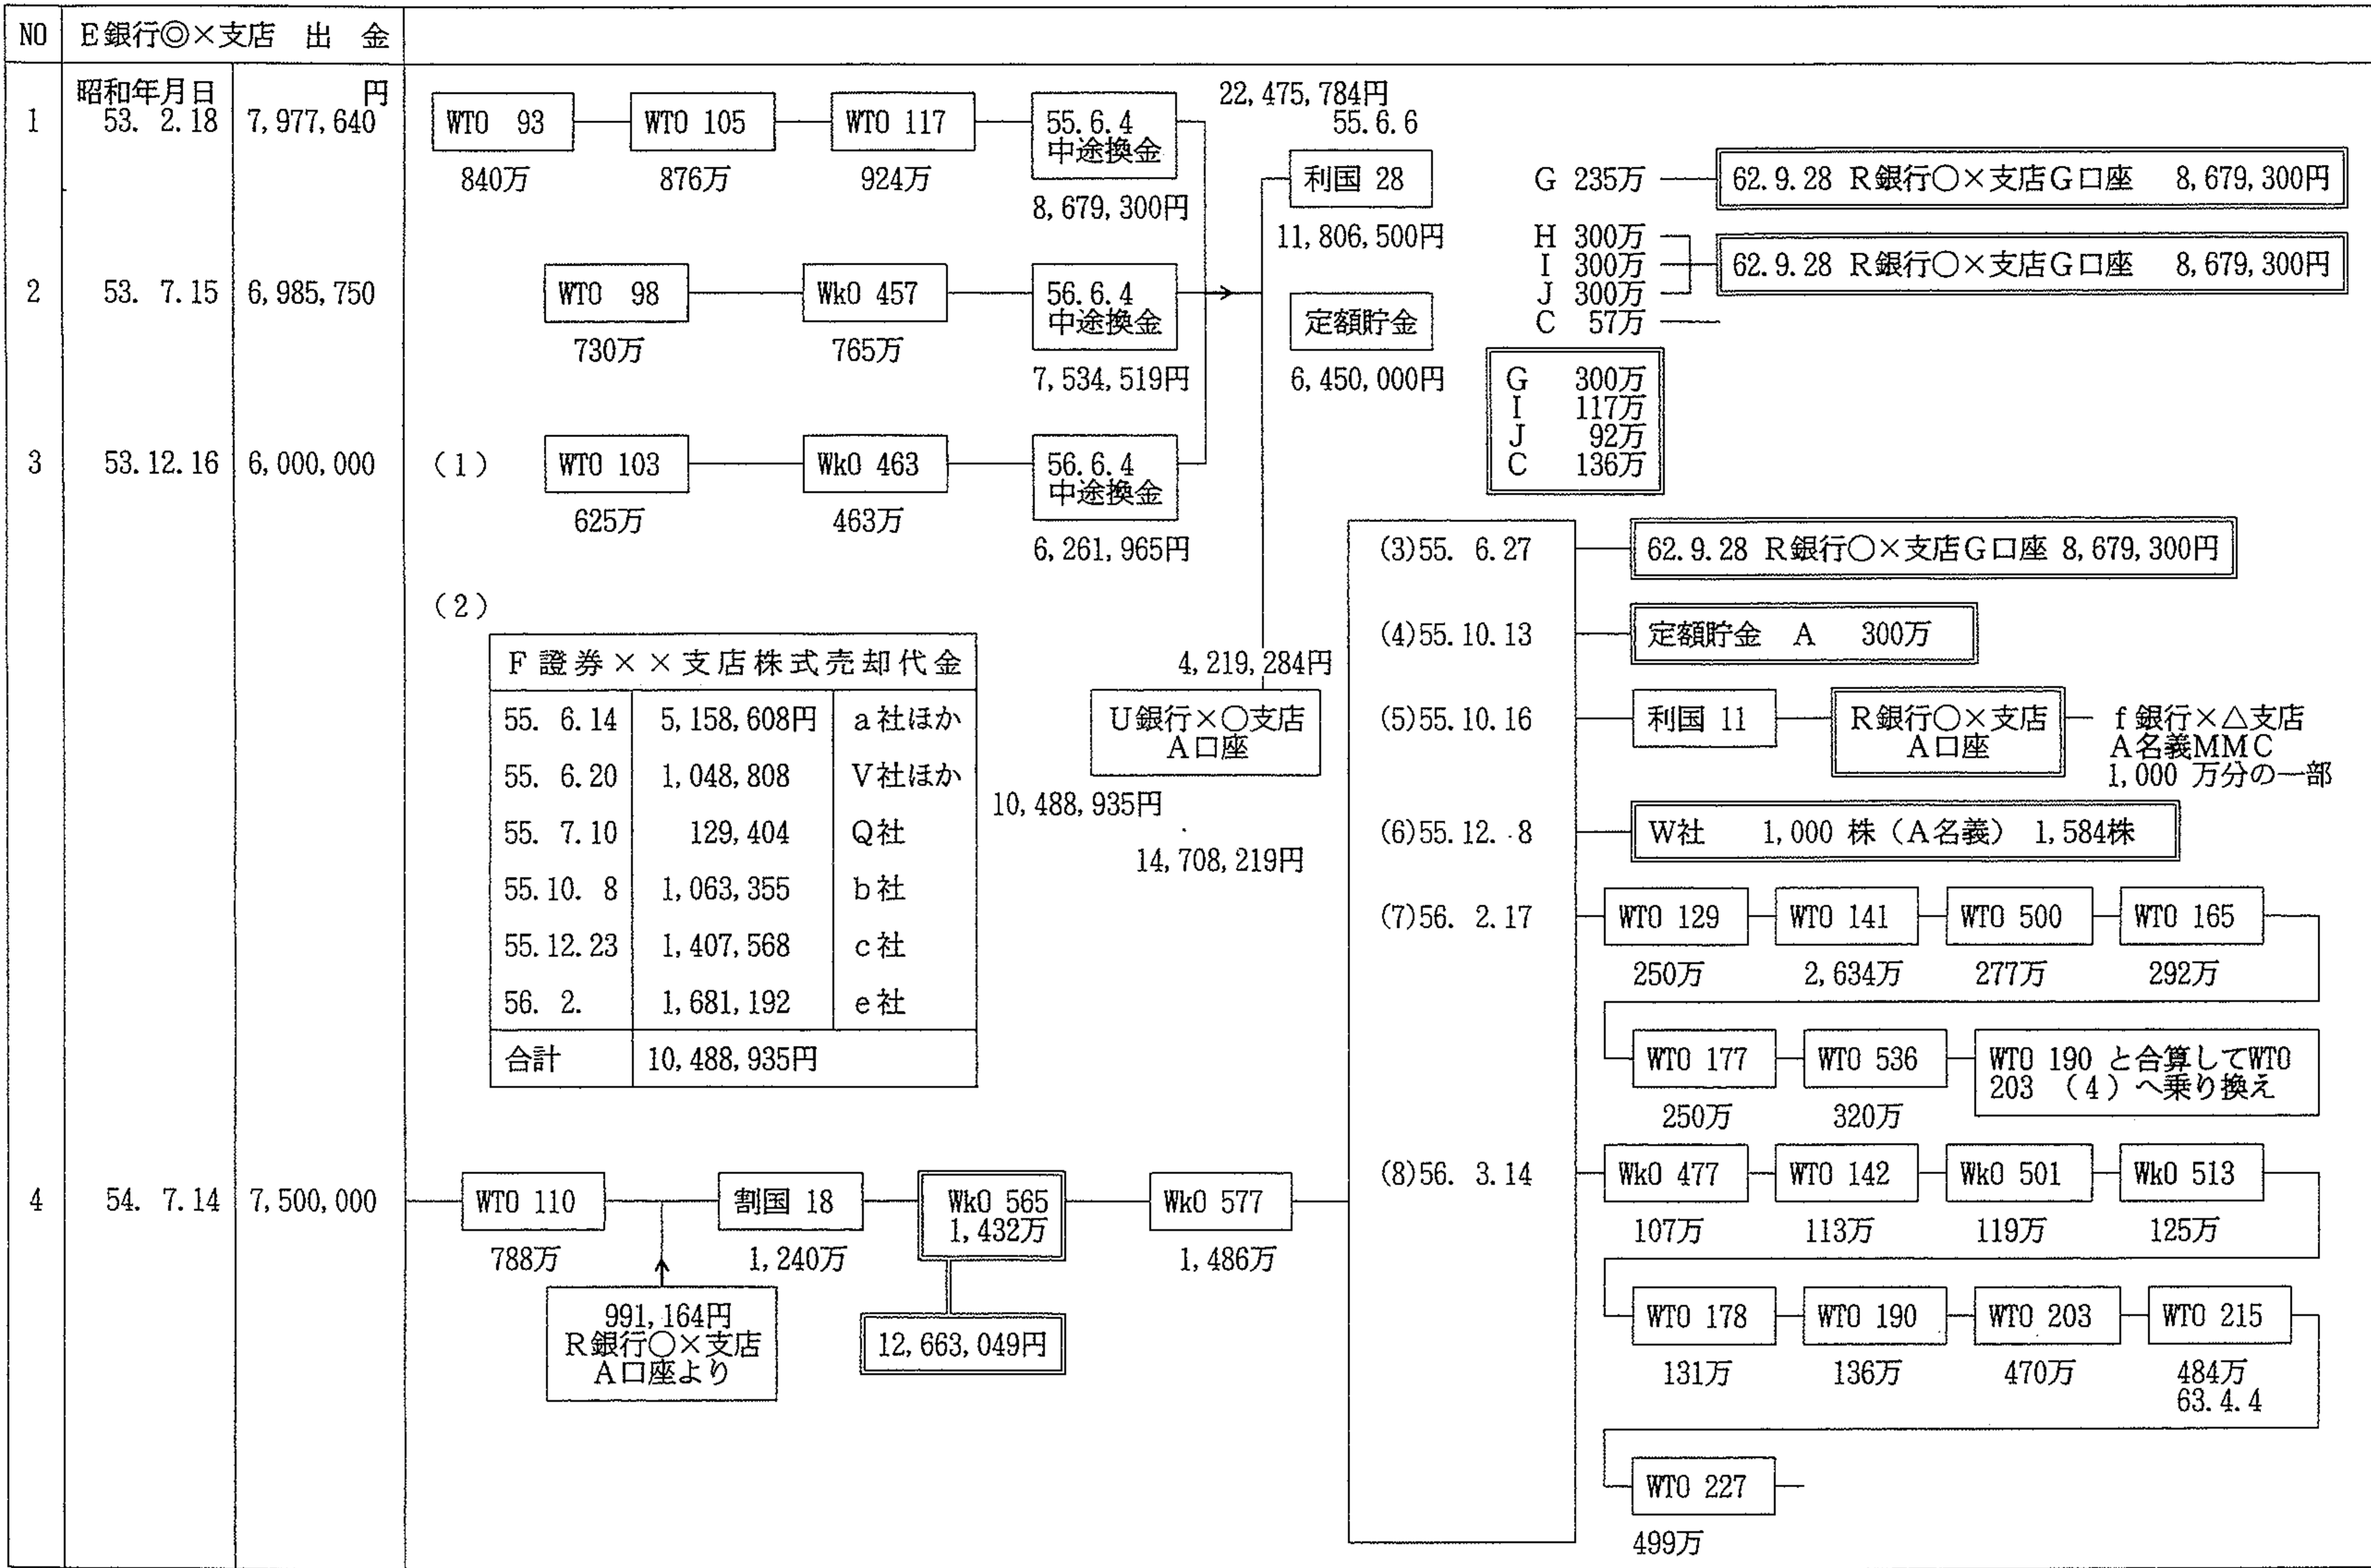 NO E銀行◎×支店 出 金
昭和年月日 円
1 53. 2.18 7,977,640
WTO 93 WTO 105 WTO 117 55.6.4
中途換金
840万 876万 924万
8,679,300円
22,475,784円
55.6.6
利国 28
11,806,500円
G 235万 62.9.28 R銀行○×支店G口座 8,679,300円
H 300万
I 300万 62.9.28 R銀行○×支店G口座 8,679,300円
J 300万
C 57万
2 53. 7.15 6,985,750
WTO 98 WkO 457 56.6.4
中途換金
730万 765万
7,534,519円
定額貯金
6,450,000円
G 300万
I 117万
J 92万
C 136万
3 53.12.16 6,000,000
(1) WTO 103 WkO 463 56.6.4
中途換金
625万 463万
6,261,965円
(2)
F證券××支店株式売却代金
55. 6.14 5,158,608円 a社ほか
55. 6.20 1,048,808 V社ほか
55. 7.10 129,404 Q社
55.10. 8 1,063,355 b社
55.12.23 1,407,568 c社
56. 2. 1,681,192 e社
合計 10,488,935円
4,219,284円
U銀行×○支店
A口座
10,488,935円
14,708,219円
(3)55. 6.27 62.9.28 R銀行○×支店G口座 8,679,300円
(4)55.10.13 定額貯金 A 300万
(5)55.10.16 利国 11 R銀行○×支店
A口座
f銀行×△支店
A名義MMC
1,000 万分の一部
(6)55.12. 8 W社 1,000 株(A名義) 1,584株
(7)56. 2.17 WTO 129 WTO 141 WTO 500 WTO 165
250万 2,634万 277万 292万
WTO 177 WTO 536 WTO 190 と合算してWTO
203 (4)へ乗り換え
250万 320万
(8)56. 3.14 WkO 477 WTO 142 WkO 501 WkO 513
107万 113万 119万 125万
WTO 178 WTO 190 WTO 203 WTO 215
131万 136万 470万 484万
63.4.4
WTO 227
499万
4 54. 7.14 7,500,000
WTO 110 割国 18 WkO 565
1,432万
WkO 577
788万 1,240万 1,486万
991,164円
R銀行○×支店
A口座より
12,663,049円